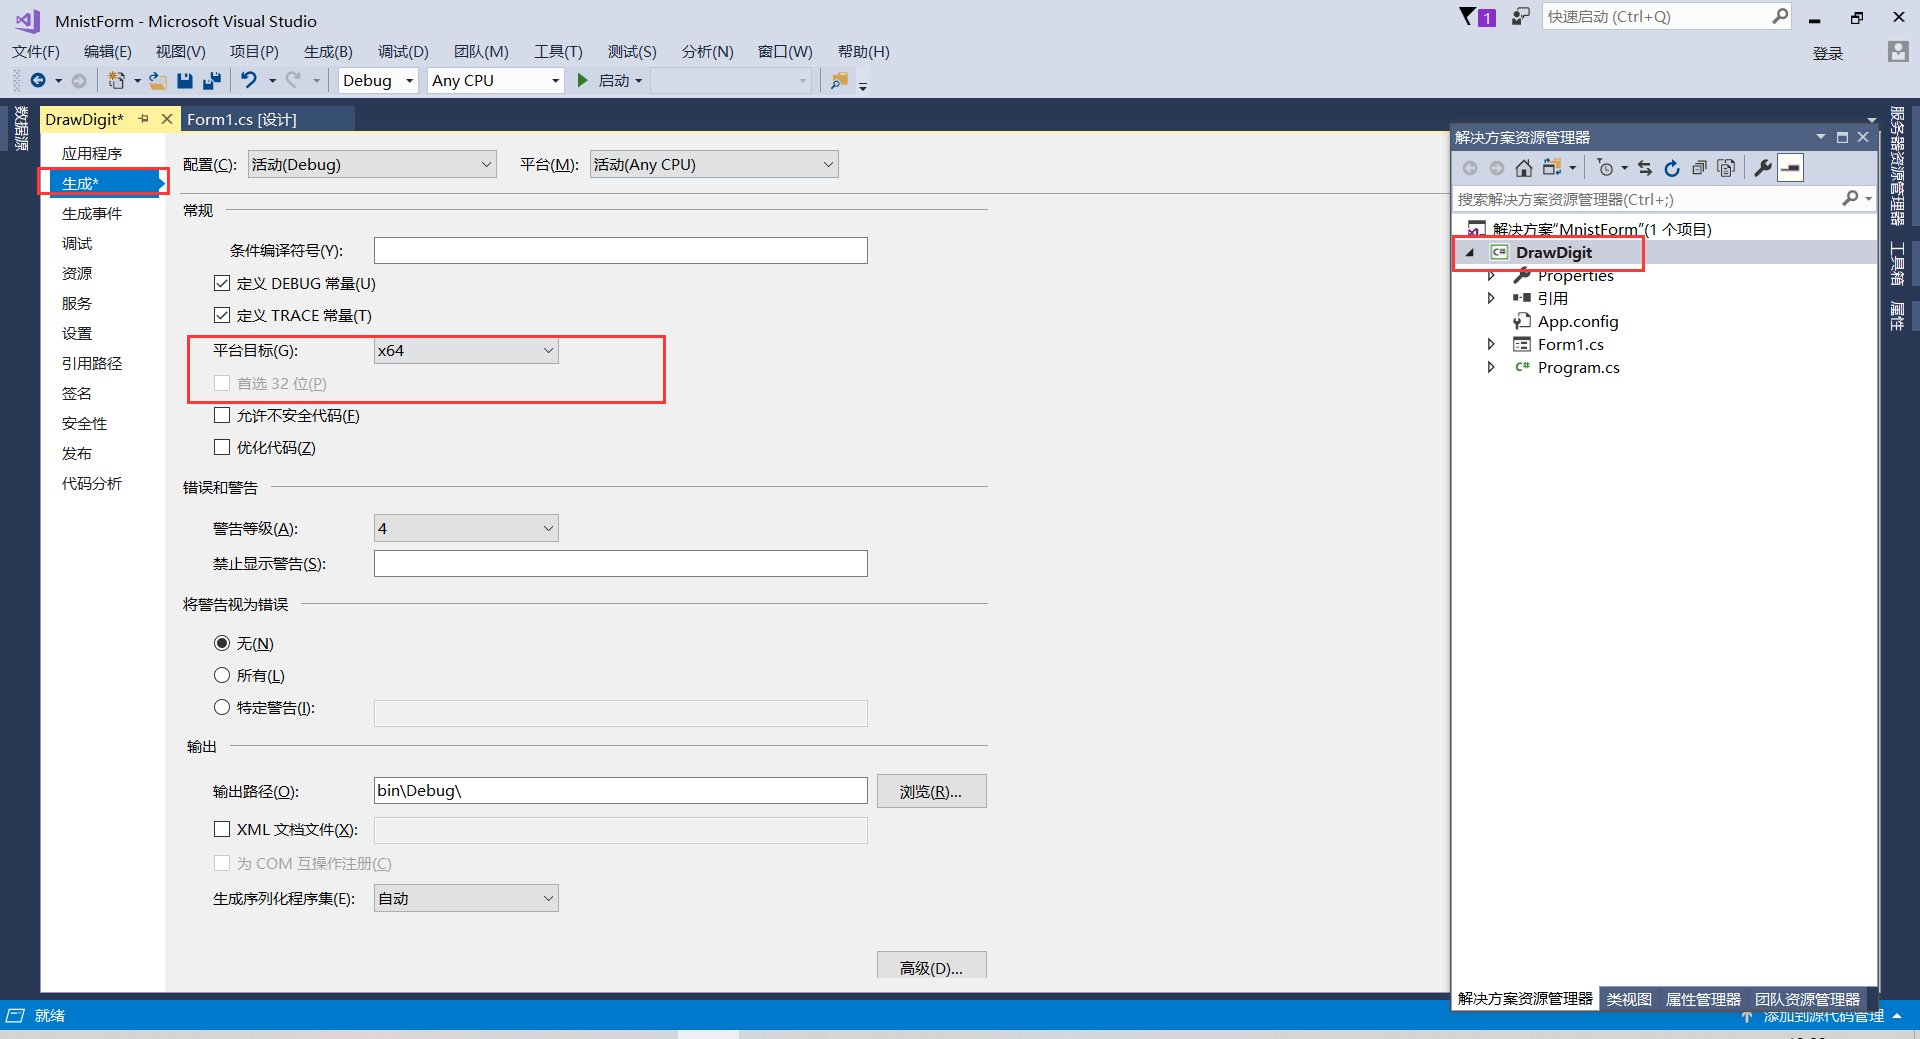 MnistForm - Microsoft Visual Studio
1
快速启动 (Ctrl+Q)
文件(F) 编辑(E) 视图(V) 项目(P) 生成(B) 调试(D) 团队(M) 工具(T) 测试(S) 分析(N) 窗口(W) 帮助(H)
登录
Debug
Any CPU
启动
数据源
DrawDigit*
Form1.cs [设计]
应用程序
生成*
生成事件
调试
资源
服务
设置
引用路径
签名
安全性
发布
代码分析
配置(C): 活动(Debug)
平台(M): 活动(Any CPU)
常规
条件编译符号(Y):
定义 DEBUG 常量(U)
定义 TRACE 常量(T)
平台目标(G): x64
首选 32 位(P)
允许不安全代码(F)
优化代码(Z)
错误和警告
警告等级(A): 4
禁止显示警告(S):
将警告视为错误
无(N)
所有(L)
特定警告(I):
输出
输出路径(O): bin\Debug\
浏览(R)...
XML 文档文件(X):
为 COM 互操作注册(C)
生成序列化程序集(E): 自动
高级(D)...
解决方案资源管理器
搜索解决方案资源管理器(Ctrl+;)
解决方案"MnistForm"(1 个项目)
C# DrawDigit
Properties
引用
App.config
Form1.cs
C# Program.cs
解决方案资源管理器 类视图 属性管理器 团队资源管理器
服务器资源管理器
工具箱
属性
就绪
添加到源代码管理